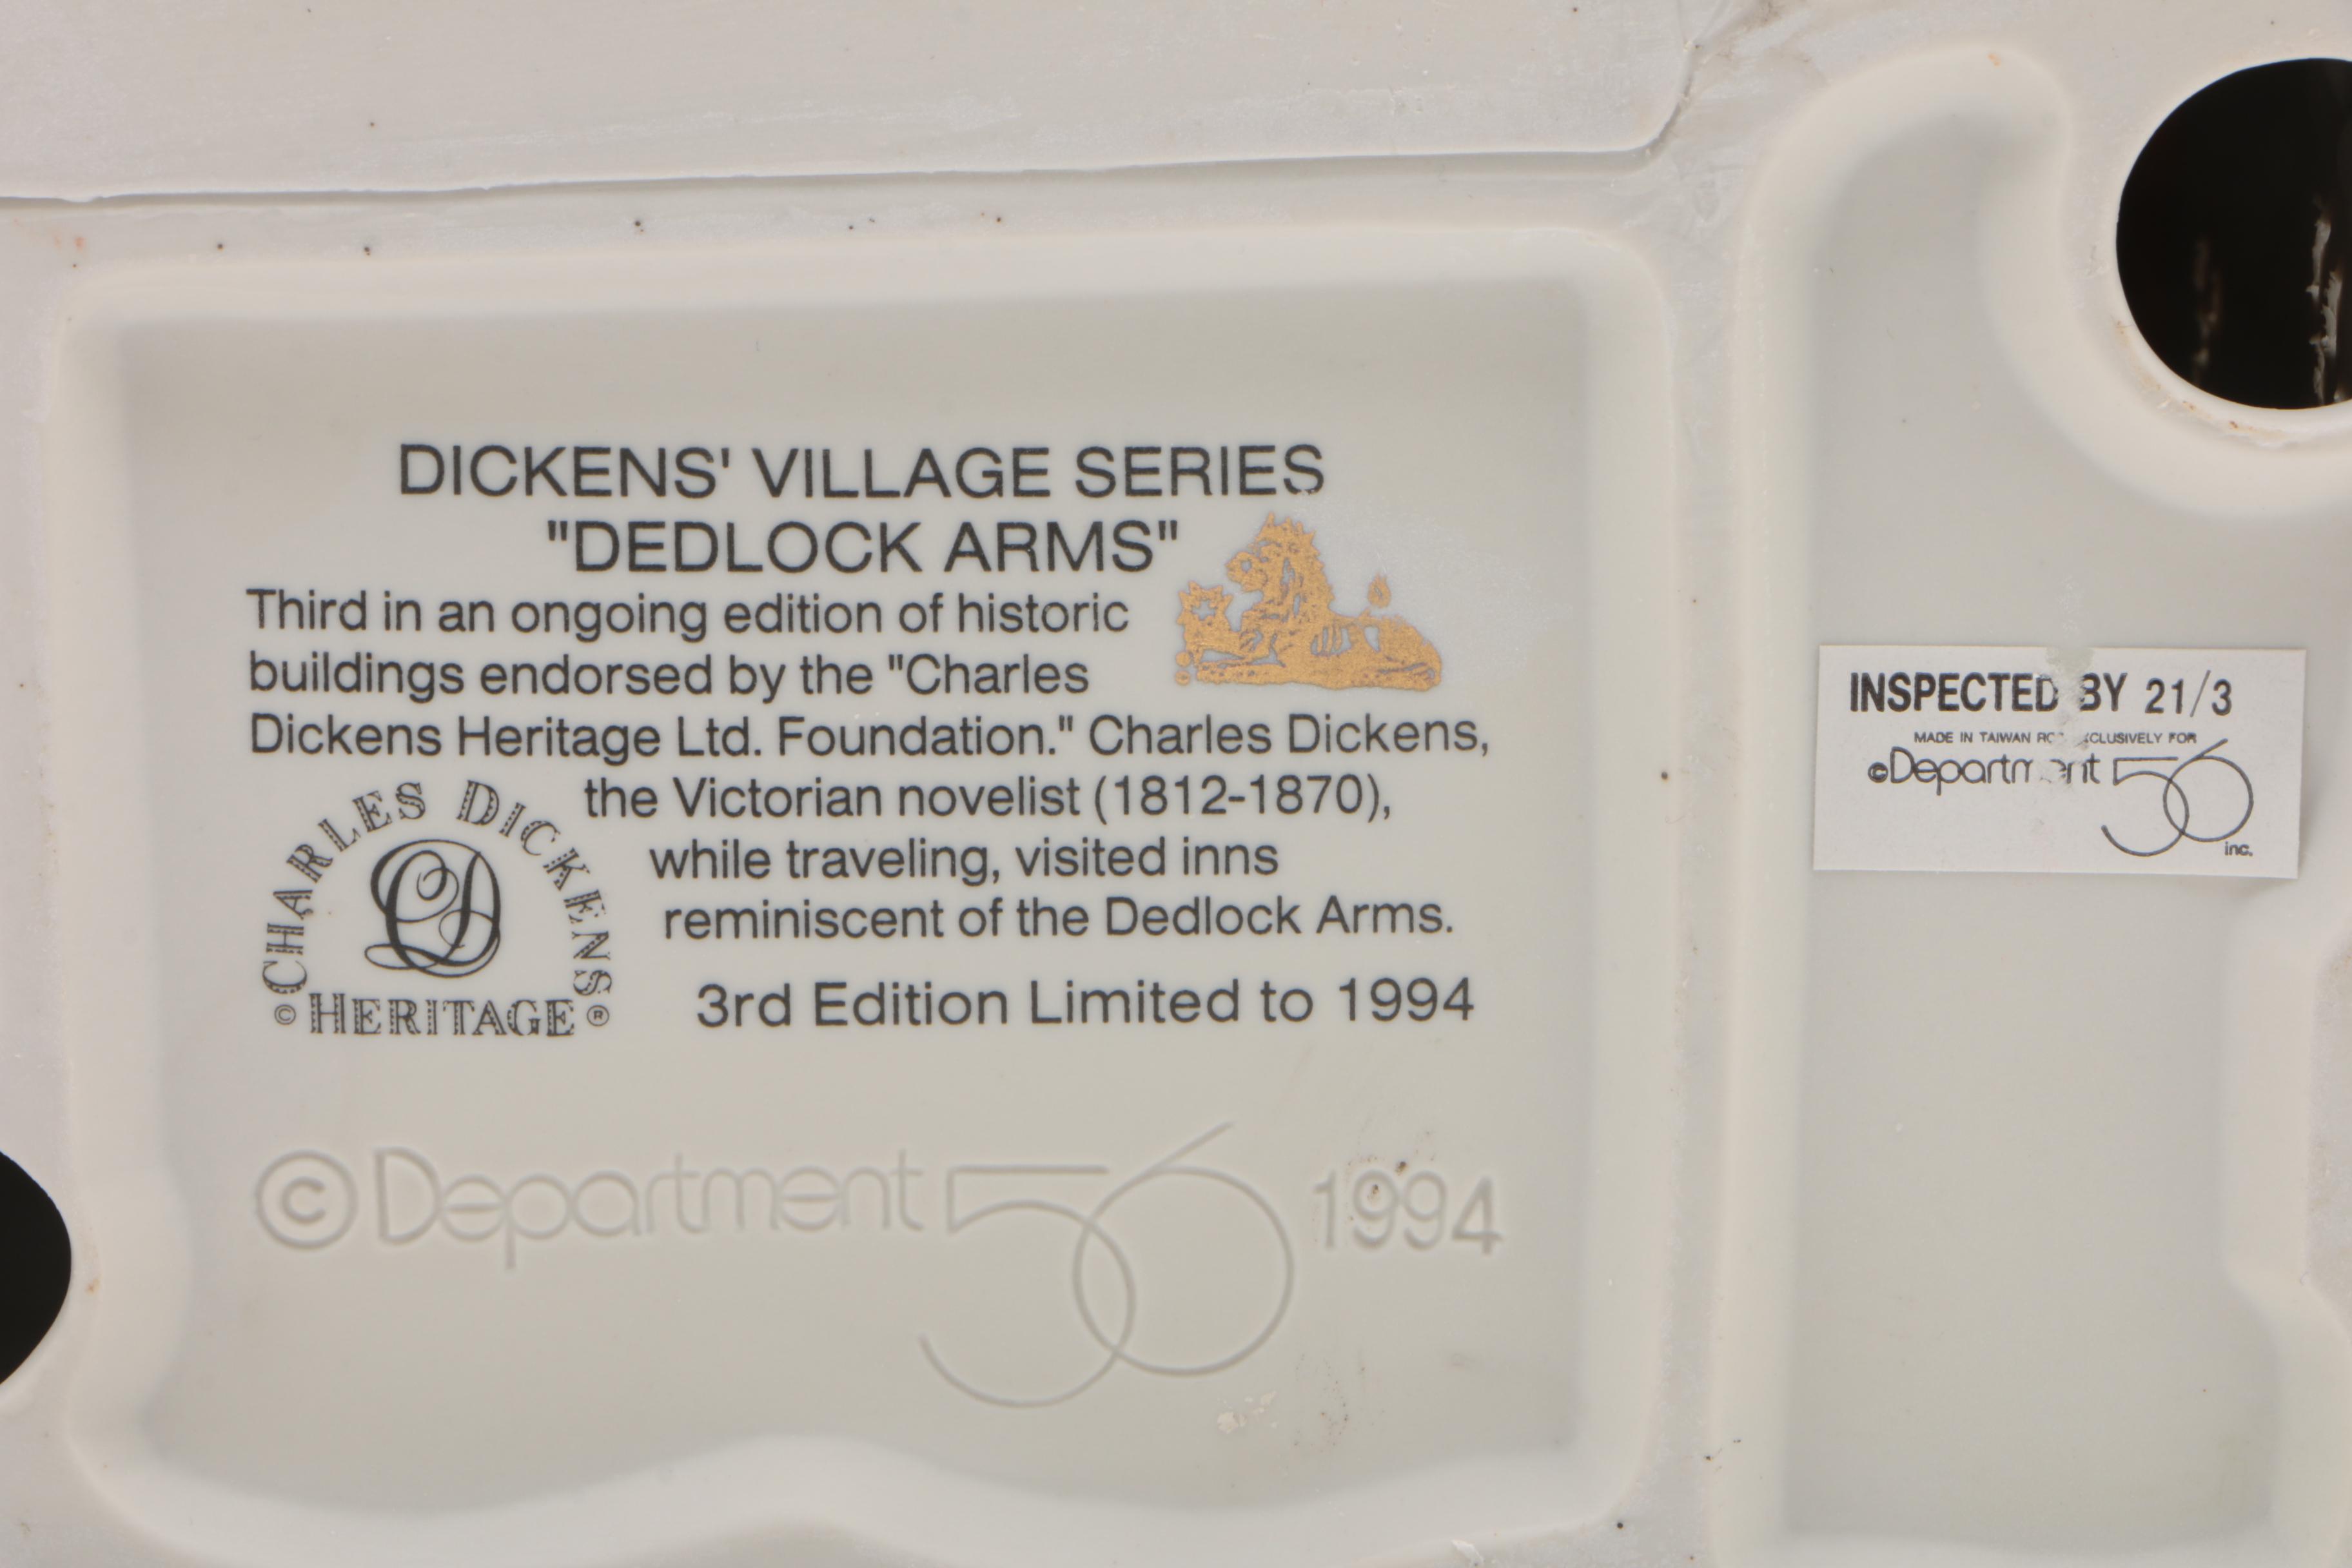 DICKENS' VILLAGE SERIES
"DEDLOCK ARMS"
Third in an ongoing edition of historic
buildings endorsed by the "Charles
Dickens Heritage Ltd. Foundation." Charles Dickens,
the Victorian novelist (1812-1870),
while traveling, visited inns
reminiscent of the Dedlock Arms.
3rd Edition Limited to 1994
CHARLES DICKENS
CD
© HERITAGE ®
© Department 56 1994
INSPECTED BY 21/3
MADE IN TAIWAN FOR
© Department 56
inc.